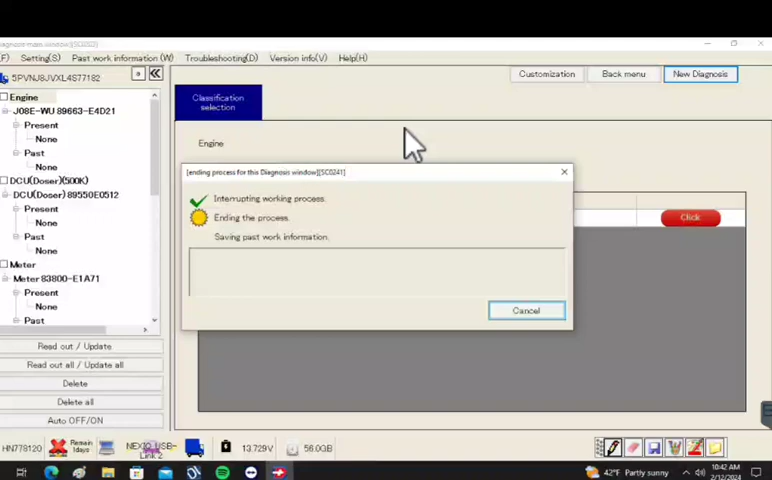 Diagnosis main window[SC0202]
(F) Setting(S) Past work information (W) Troubleshooting(D) Version info(V) Help(H)
5PVNJ8JVXL4S77182
Customization Back menu New Diagnosis
Classification
selection
Engine
J08E-WU 89663-E4D21
Present
None
Past
None
DCU(Doser)(500K)
DCU(Doser) 89550E0512
Present
None
Past
None
Meter
Meter 83800-E1A71
Present
None
Past
Engine
[ending process for this Diagnosis window][SC0241]
Interrupting working process.
Ending the process.
Saving past work information.
Cancel
Click
Read out / Update
Read out all / Update all
Delete
Delete all
Auto OFF/ON
HN778120
Remain
1days
NEXIQ USB-
Link 2
13.729V
56.0GB
42°F Partly sunny
10:42 AM
2/12/2024